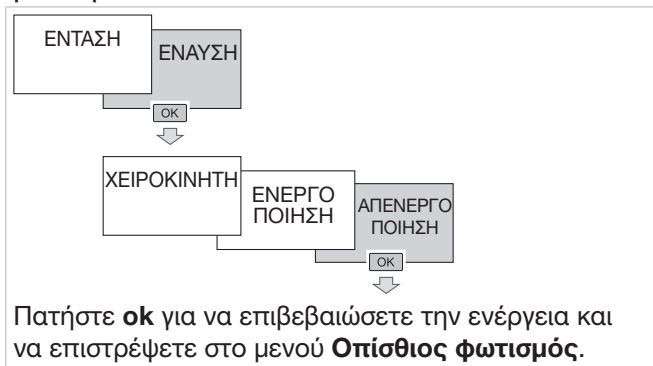 ΕΝΤΑΣΗ
ΕΝΑΥΣΗ
OK
ΧΕΙΡΟΚΙΝΗΤΗ
ΕΝΕΡΓΟ
ΠΟΙΗΣΗ
ΑΠΕΝΕΡΓΟ
ΠΟΙΗΣΗ
OK
Πατήστε ok για να επιβεβαιώσετε την ενέργεια και
να επιστρέψετε στο μενού Οπίσθιος φωτισμός.